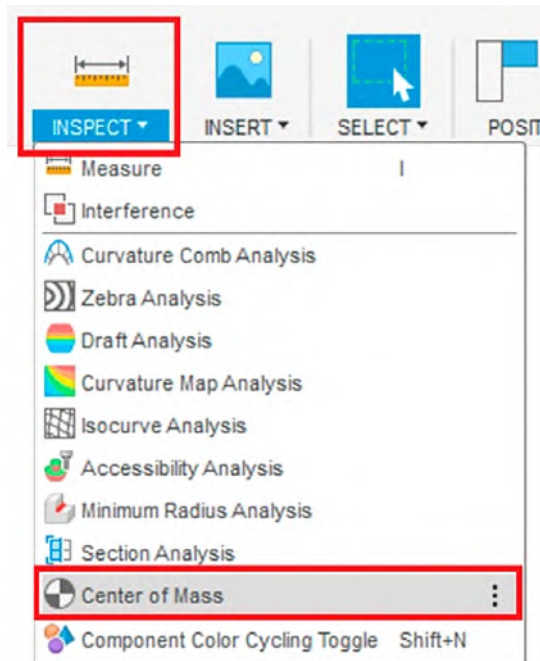 INSPECT INSERT SELECT POSIT
Measure I
Interference
Curvature Comb Analysis
Zebra Analysis
Draft Analysis
Curvature Map Analysis
Isocurve Analysis
Accessibility Analysis
Minimum Radius Analysis
Section Analysis
Center of Mass
Component Color Cycling Toggle Shift+N